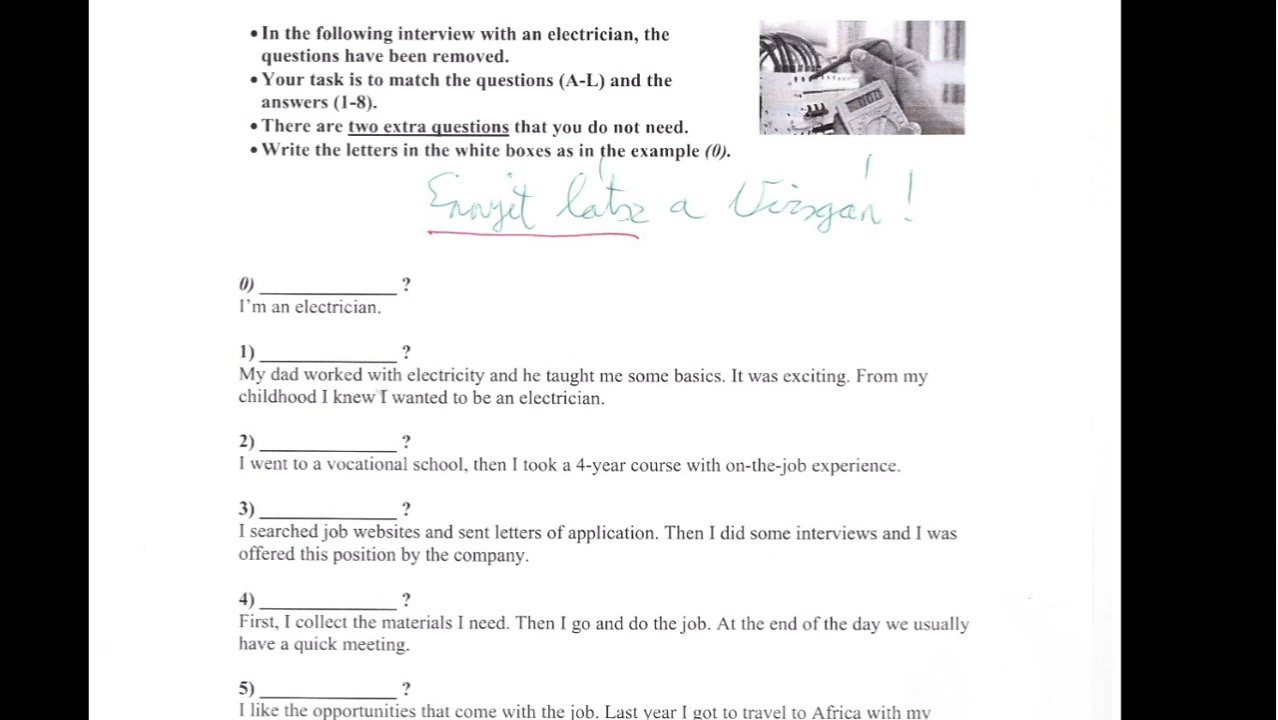 • In the following interview with an electrician, the
questions have been removed.
• Your task is to match the questions (A-L) and the
answers (1-8).
• There are two extra questions that you do not need.
• Write the letters in the white boxes as in the example (0).
Ennyit látsz a Vizsgán!
0) ______________ ?
I'm an electrician.
1) ______________ ?
My dad worked with electricity and he taught me some basics. It was exciting. From my
childhood I knew I wanted to be an electrician.
2) ______________ ?
I went to a vocational school, then I took a 4-year course with on-the-job experience.
3) ______________ ?
I searched job websites and sent letters of application. Then I did some interviews and I was
offered this position by the company.
4) ______________ ?
First, I collect the materials I need. Then I go and do the job. At the end of the day we usually
have a quick meeting.
5) ______________ ?
I like the opportunities that come with the job. Last year I got to travel to Africa with my